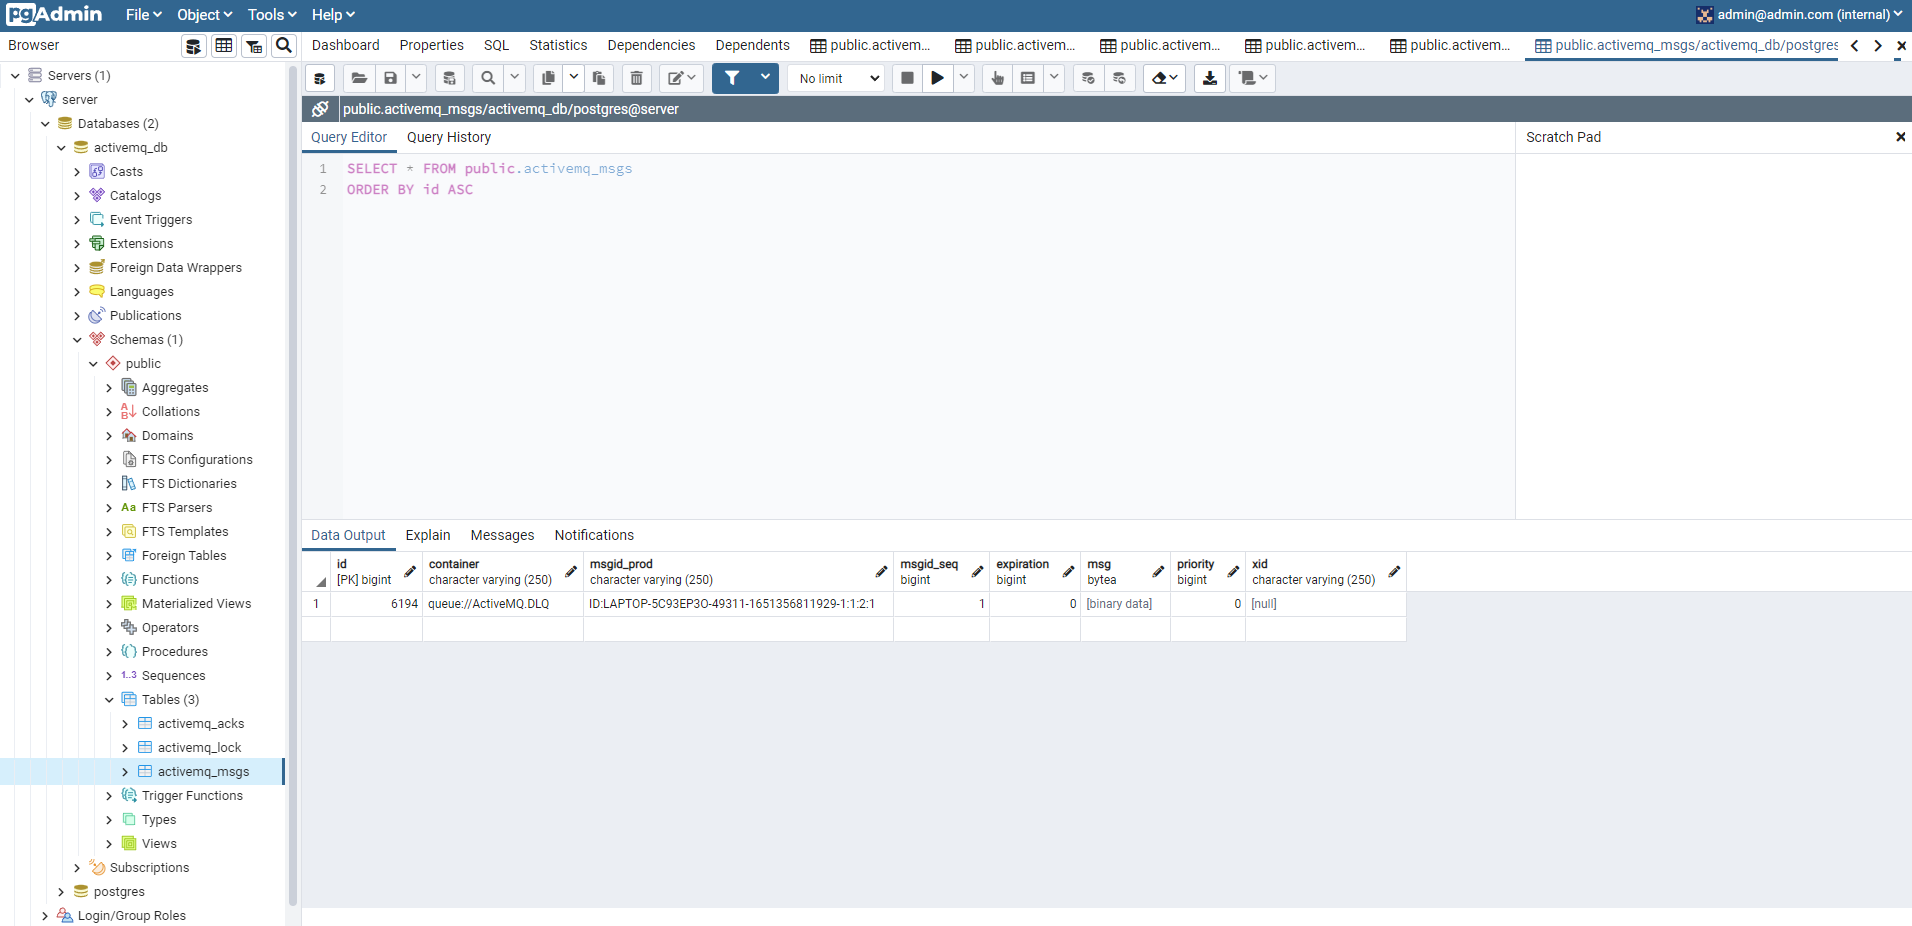 pgAdmin File Object Tools Help admin@admin.com (internal)
Browser
Dashboard Properties SQL Statistics Dependencies Dependents public.activem... public.activem... public.activem... public.activem... public.activem... public.activemq_msgs/activemq_db/postgres
No limit
public.activemq_msgs/activemq_db/postgres@server
Query Editor Query History
Scratch Pad
1 SELECT * FROM public.activemq_msgs
2 ORDER BY id ASC
Servers (1)
server
Databases (2)
activemq_db
Casts
Catalogs
Event Triggers
Extensions
Foreign Data Wrappers
Languages
Publications
Schemas (1)
public
Aggregates
Collations
Domains
FTS Configurations
FTS Dictionaries
Aa FTS Parsers
FTS Templates
Foreign Tables
Functions
Materialized Views
Operators
Procedures
1..3 Sequences
Tables (3)
activemq_acks
activemq_lock
activemq_msgs
Trigger Functions
Types
Views
Subscriptions
postgres
Login/Group Roles
Data Output Explain Messages Notifications
id container msgid_prod msgid_seq expiration msg priority xid
[PK] bigint character varying (250) character varying (250) bigint bigint bytea bigint character varying (250)
1 6194 queue://ActiveMQ.DLQ ID:LAPTOP-5C93EP3O-49311-1651356811929-1:1:2:1 1 0 [binary data] 0 [null]